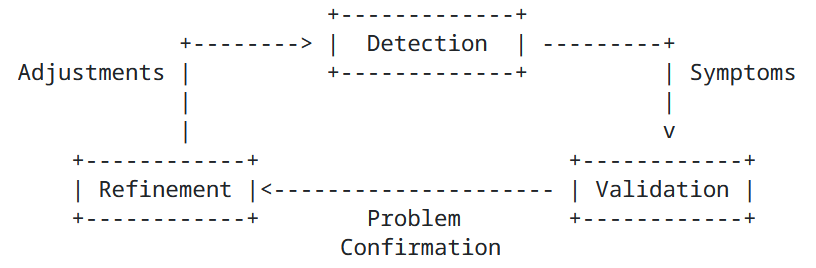 Detection
Adjustments
Symptoms
Refinement
Validation
Problem
Confirmation